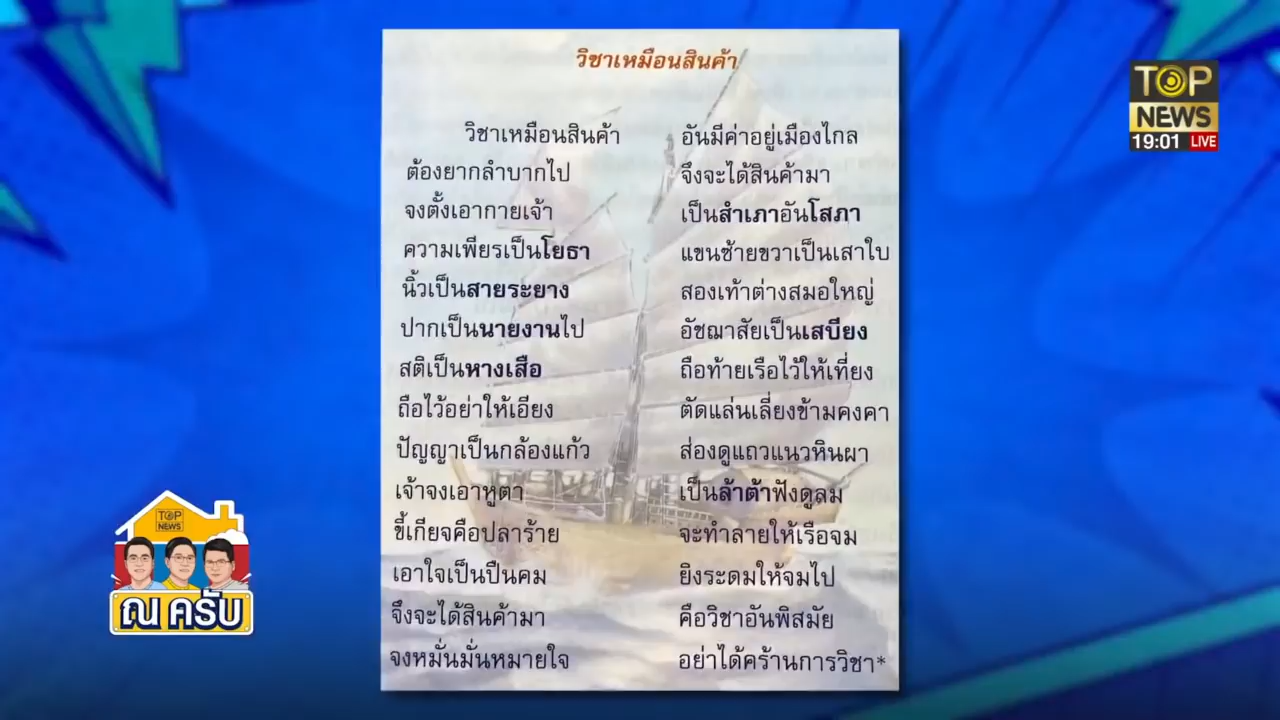 วิชาเหมือนสินค้า
วิชาเหมือนสินค้า อันมีค่าอยู่เมืองไกล
ต้องยากลำบากไป จึงจะได้สินค้ามา
จงตั้งเอากายเจ้า เป็นสำเภาอันโสภา
ความเพียรเป็นโยธา แขนซ้ายขวาเป็นเสาใบ
นิ้วเป็นสายระยาง สองเท้าต่างสมอใหญ่
ปากเป็นนายงานไป อัชฌาสัยเป็นเสบียง
สติเป็นหางเสือ ถือท้ายเรือไว้ให้เที่ยง
ถือไว้อย่าให้เอียง ตัดแล่นเลี่ยงข้ามคงคา
ปัญญาเป็นกล้องแก้ว ส่องดูแถวแนวหินผา
เจ้าจงเอาหูตา เป็นล้าต้าฟังดูลม
ขี้เกียจคือปลาร้าย จะทำลายให้เรือจม
เอาใจเป็นปืนคม ยิงระดมให้จมไป
จึงจะได้สินค้ามา คือวิชาอันพิสมัย
จงหมั่นมั่นหมายใจ อย่าได้คร้านการวิชา*
TOP
NEWS
19:01 LIVE
TOP
NEWS
ณ ครับ